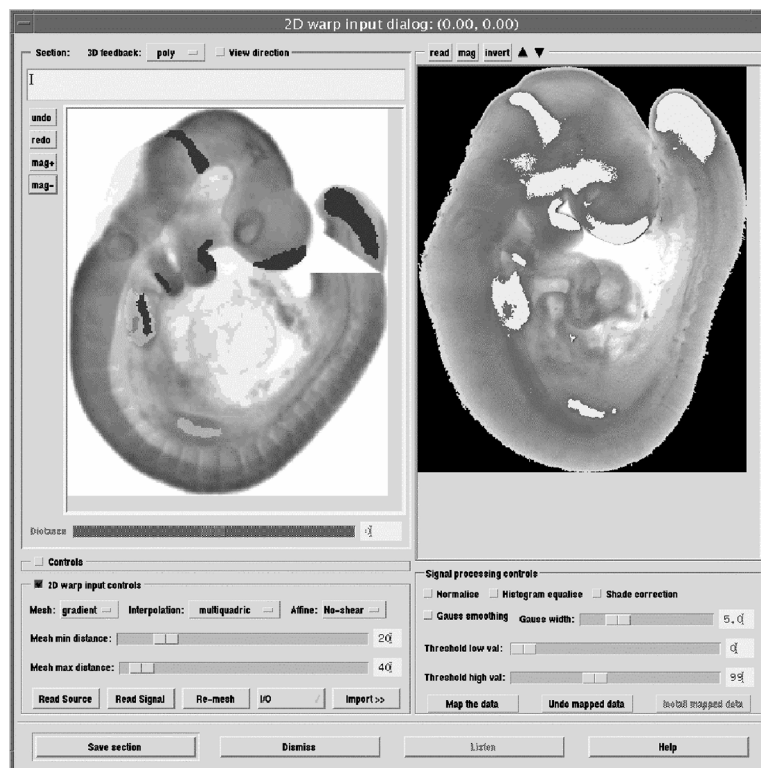 2D warp input dialog: (0.00, 0.00)
Section: 3D feedback: poly View direction
read mag invert
undo
redo
mag+
mag-
Distance
Controls
2D warp input controls
Mesh: gradient Interpolation: multiquadric Affine: No-shear
Mesh min distance: 20
Mesh max distance: 40
Read Source Read Signal Re-mesh I/O Import >>
Signal processing controls
Normalise Histogram equalise Shade correction
Gauss smoothing Gauss width: 5.0
Threshold low val: 0
Threshold high val: 99
Map the data Undo mapped data Install mapped data
Save section Dismiss Listen Help